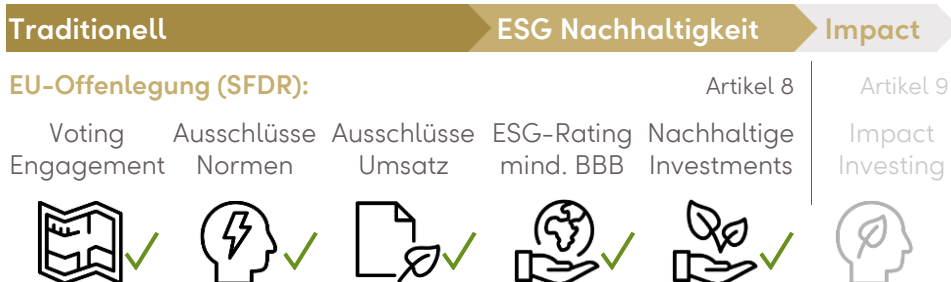 Traditionell ESG Nachhaltigkeit Impact
EU-Offenlegung (SFDR): Artikel 8 Artikel 9
Voting Ausschlüsse Ausschlüsse ESG-Rating Nachhaltige Impact
Engagement Normen Umsatz mind. BBB Investments Investing